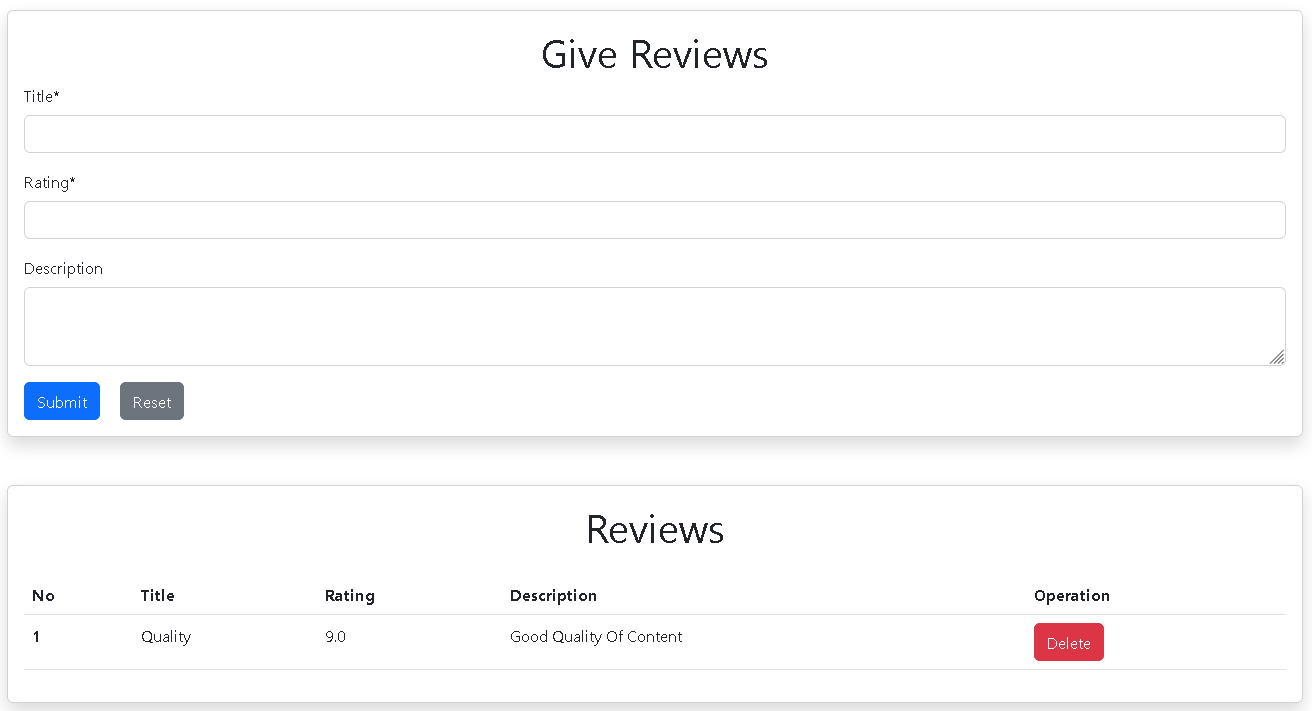 Give Reviews
Title*
Rating*
Description
Submit Reset
Reviews
No Title Rating Description Operation
1 Quality 9.0 Good Quality Of Content Delete